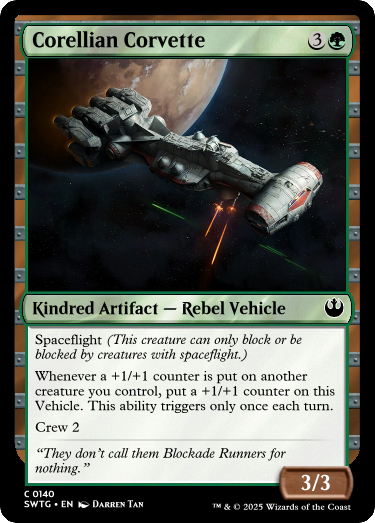 Corellian Corvette 3
Kindred Artifact — Rebel Vehicle
Spaceflight (This creature can only block or be
blocked by creatures with spaceflight.)
Whenever a +1/+1 counter is put on another
creature you control, put a +1/+1 counter on this
Vehicle. This ability triggers only once each turn.
Crew 2
“They don’t call them Blockade Runners for
nothing.”
3/3
C 0140
SWTG • EN Darren Tan
™ & © 2025 Wizards of the Coast